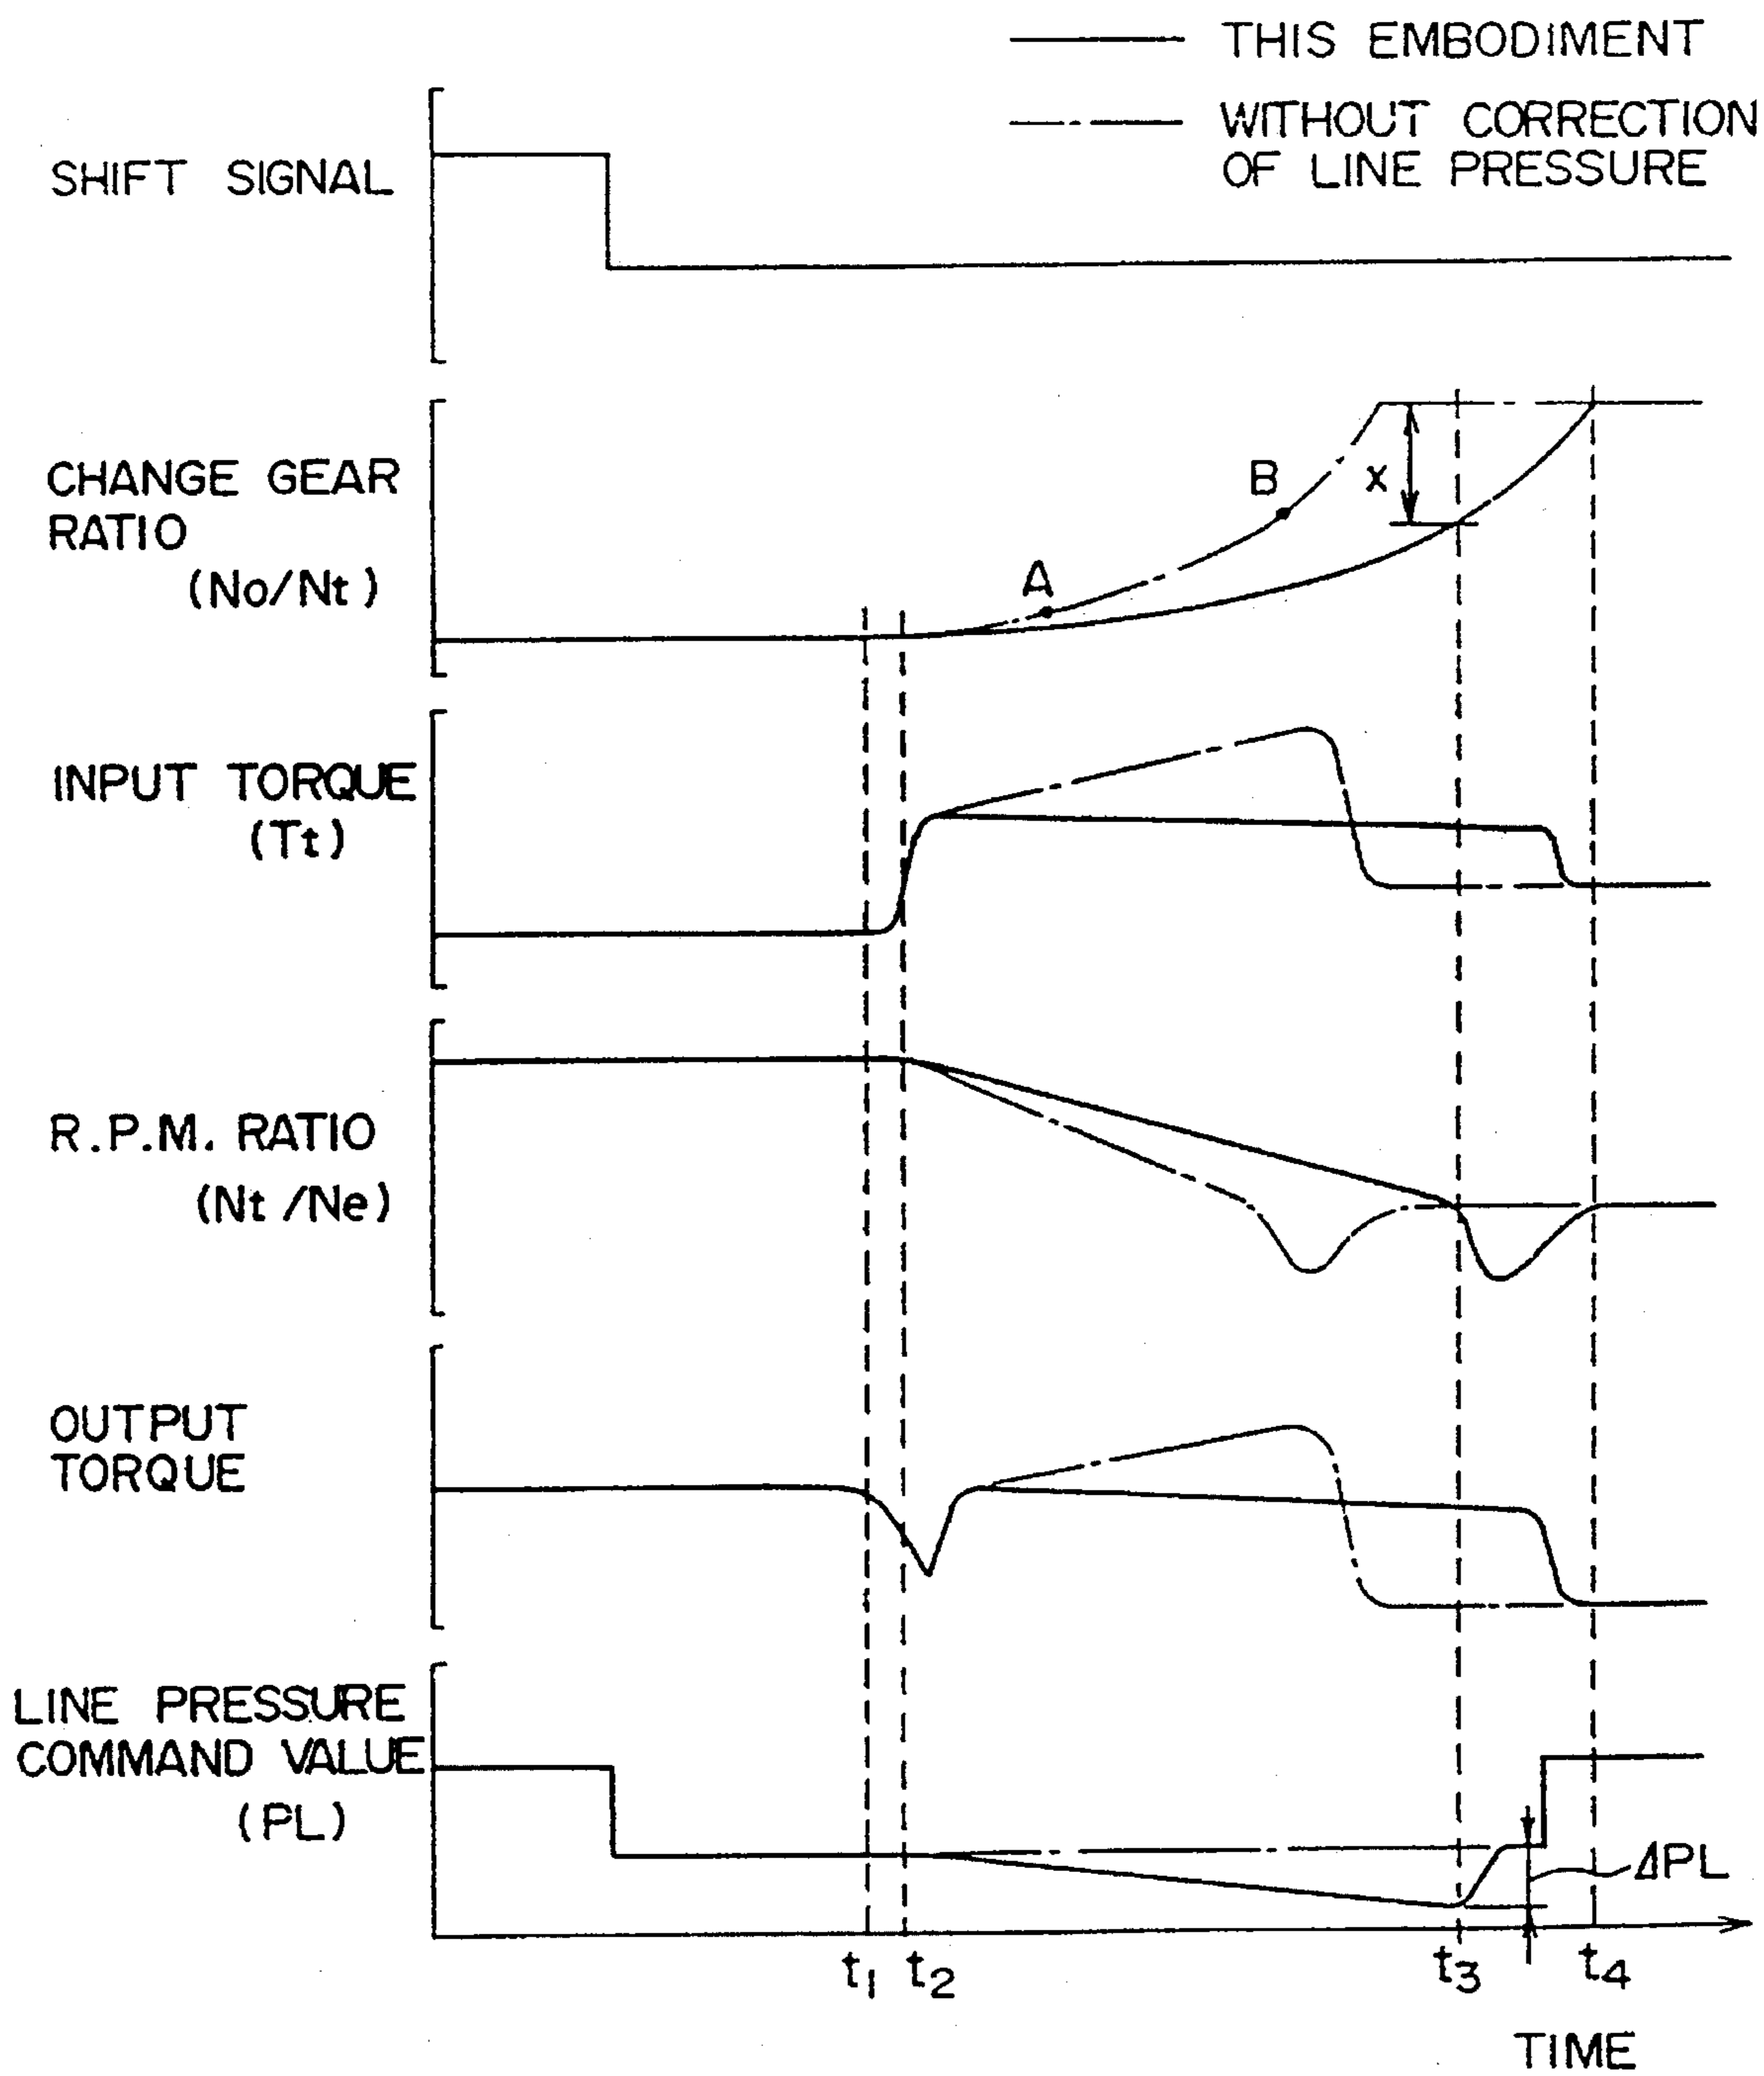 THIS EMBODIMENT
WITHOUT CORRECTION
OF LINE PRESSURE
SHIFT SIGNAL
CHANGE GEAR
RATIO
(No/Nt)
A
B
x
INPUT TORQUE
(Tt)
R.P.M. RATIO
(Nt/Ne)
OUTPUT
TORQUE
LINE PRESSURE
COMMAND VALUE
(PL)
ΔPL
t1 t2 t3 t4
TIME